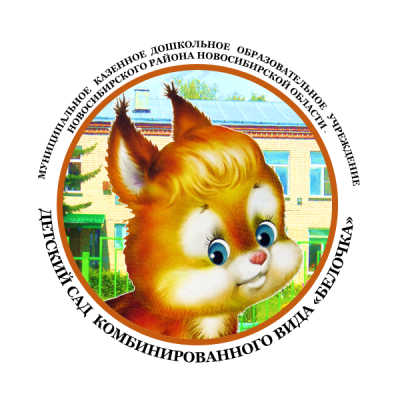 МУНИЦИПАЛЬНОЕ КАЗЕННОЕ ДОШКОЛЬНОЕ ОБРАЗОВАТЕЛЬНОЕ УЧРЕЖДЕНИЕ
НОВОСИБИРСКОГО РАЙОНА НОВОСИБИРСКОЙ ОБЛАСТИ-
ДЕТСКИЙ САД КОМБИНИРОВАННОГО ВИДА «БЕЛОЧКА»